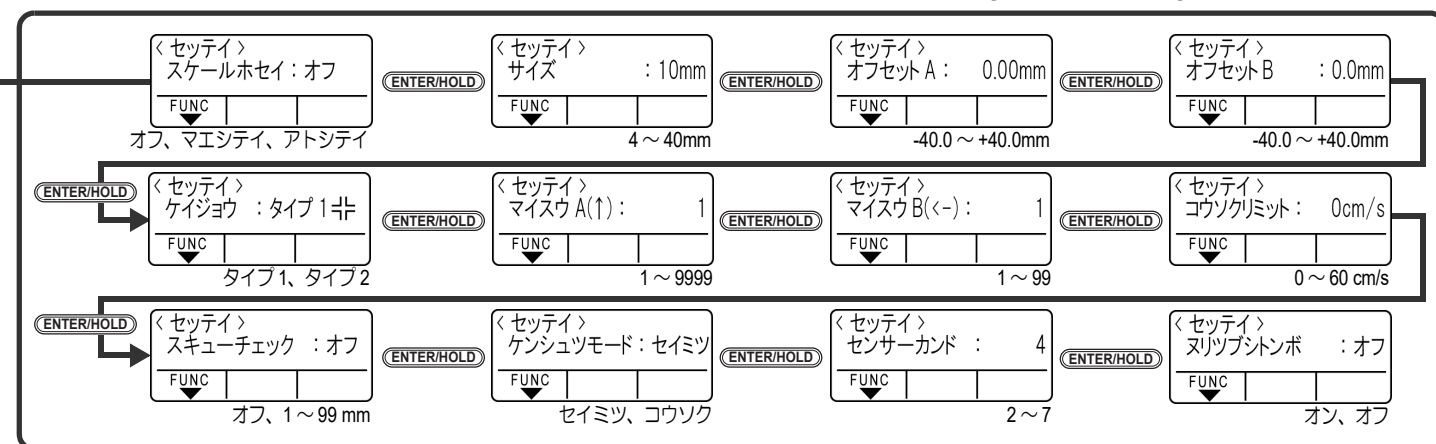 〈 セッテイ 〉
スケールホセイ : オフ
FUNC
オフ、マエシテイ、アトシテイ
ENTER/HOLD
〈 セッテイ 〉
サイズ : 10mm
FUNC
4 ～ 40mm
ENTER/HOLD
〈 セッテイ 〉
オフセット A : 0.00mm
FUNC
-40.0 ～ +40.0mm
ENTER/HOLD
〈 セッテイ 〉
オフセット B : 0.0mm
FUNC
-40.0 ～ +40.0mm
ENTER/HOLD
〈 セッテイ 〉
ケイジョウ : タイプ 1
FUNC
タイプ 1、タイプ 2
ENTER/HOLD
〈 セッテイ 〉
マイスウ A(↑) : 1
FUNC
1 ～ 9999
ENTER/HOLD
〈 セッテイ 〉
マイスウ B(<-) : 1
FUNC
1 ～ 99
ENTER/HOLD
〈 セッテイ 〉
コウソクリミット : 0cm/s
FUNC
0 ～ 60 cm/s
ENTER/HOLD
〈 セッテイ 〉
スキューチェック : オフ
FUNC
オフ、1 ～ 99 mm
ENTER/HOLD
〈 セッテイ 〉
ケンシュツモード : セイミツ
FUNC
セイミツ、コウソク
ENTER/HOLD
〈 セッテイ 〉
センサーカンド : 4
FUNC
2 ～ 7
ENTER/HOLD
〈 セッテイ 〉
ヌリツブシトンボ : オフ
FUNC
オン、オフ